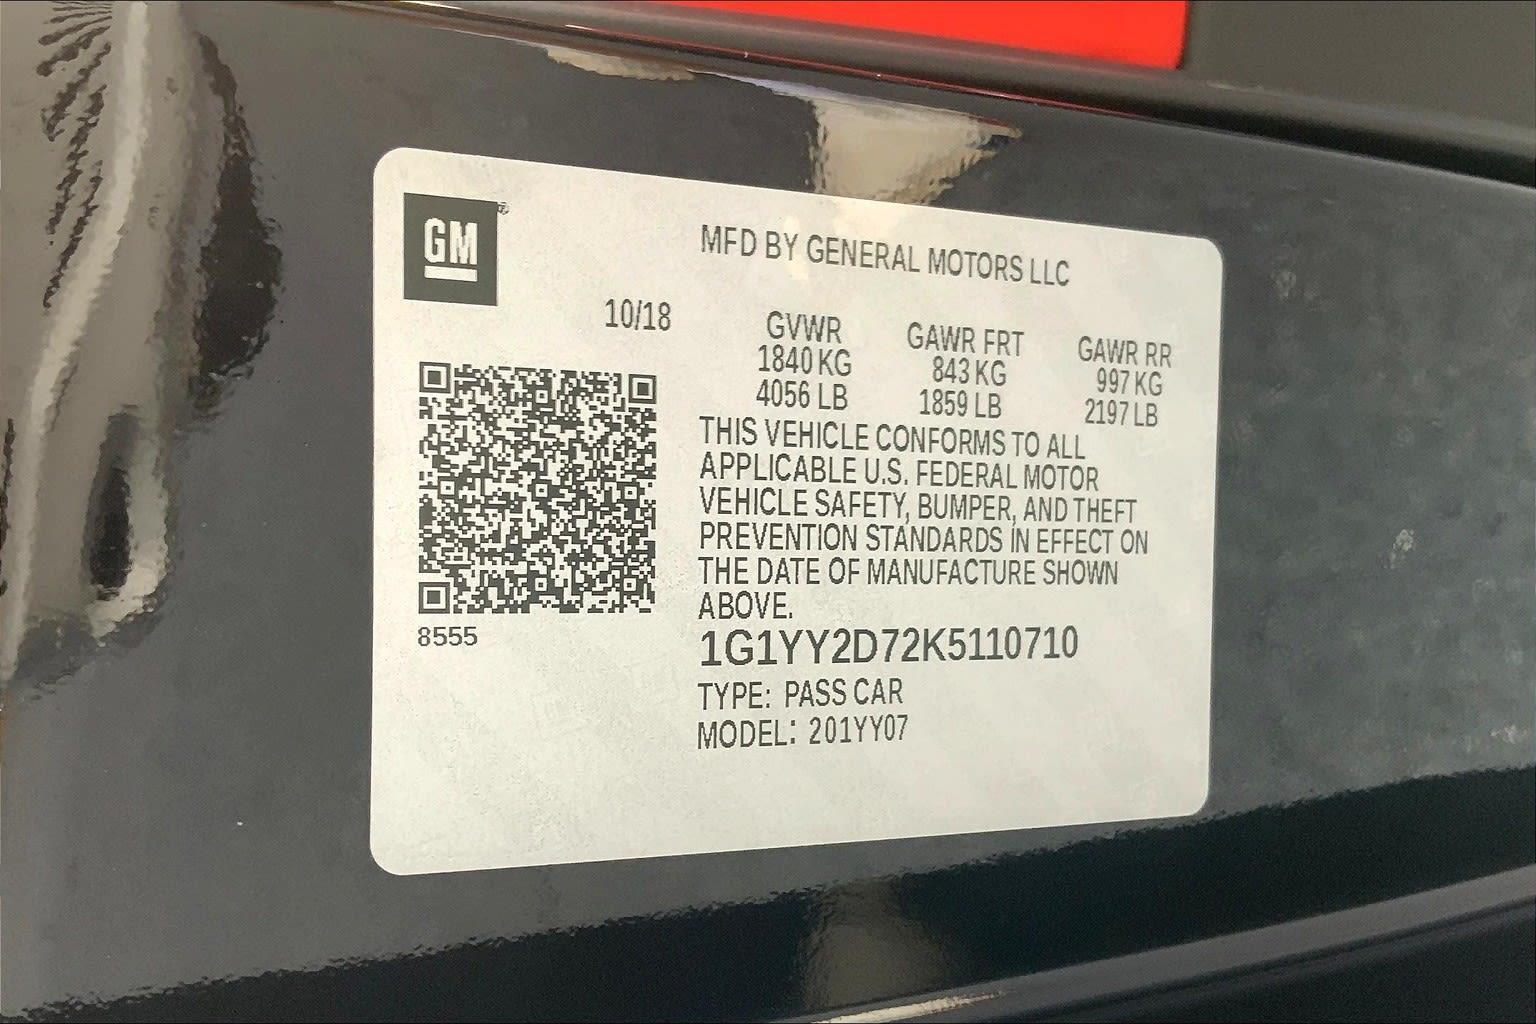 GM
MFD BY GENERAL MOTORS LLC
10/18
GVWR GAWR FRT GAWR RR
1840 KG 843 KG 997 KG
4056 LB 1859 LB 2197 LB
THIS VEHICLE CONFORMS TO ALL
APPLICABLE U.S. FEDERAL MOTOR
VEHICLE SAFETY, BUMPER, AND THEFT
PREVENTION STANDARDS IN EFFECT ON
THE DATE OF MANUFACTURE SHOWN
ABOVE.
8555
1G1YY2D72K5110710
TYPE: PASS CAR
MODEL: 201YY07